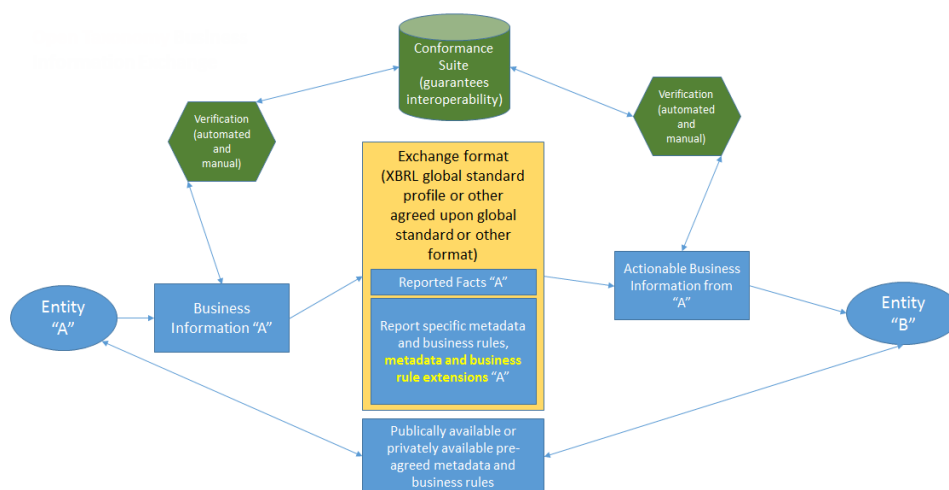 Conformance
Suite
(guarantees
interoperability)
Verification
(automated
and
manual)
Verification
(automated
and
manual)
Exchange format
(XBRL global standard
profile or other
agreed upon global
standard or other
format)
Reported Facts “A”
Report specific metadata
and business rules,
metadata and business
rule extensions “A”
Entity
“A”
Business
Information “A”
Actionable Business
Information from
“A”
Entity
“B”
Publically available or
privately available pre-
agreed metadata and
business rules